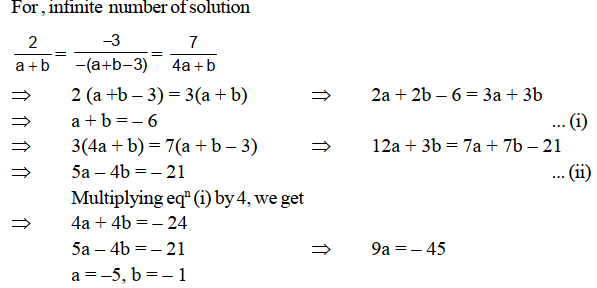 For , infinite number of solution
2/(a + b) = –3/–(a+b–3) = 7/(4a + b)
⇒ 2 (a +b – 3) = 3(a + b) ⇒ 2a + 2b – 6 = 3a + 3b
⇒ a + b = – 6 ... (i)
⇒ 3(4a + b) = 7(a + b – 3) ⇒ 12a + 3b = 7a + 7b – 21
⇒ 5a – 4b = – 21 ... (ii)
Multiplying eqⁿ (i) by 4, we get
⇒ 4a + 4b = – 24
5a – 4b = – 21 ⇒ 9a = – 45
a = –5, b = – 1